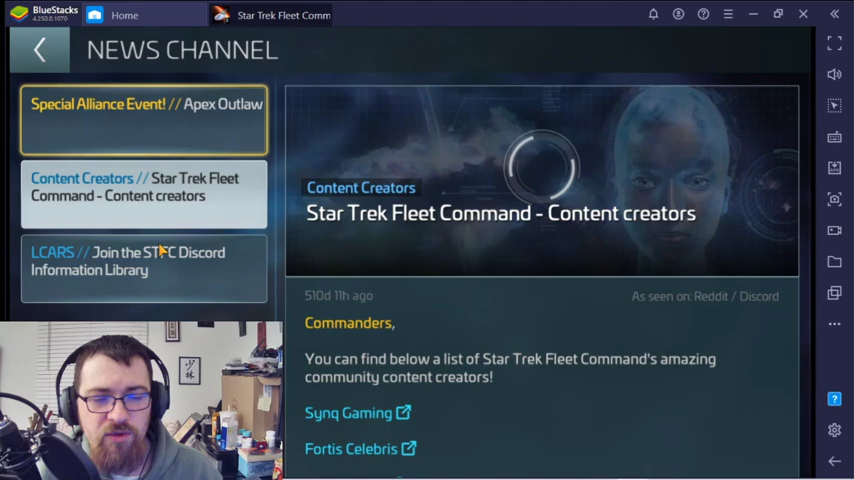 BlueStacks
4.250.0.1070
Home
Star Trek Fleet Comm
NEWS CHANNEL
Special Alliance Event! // Apex Outlaw
Content Creators // Star Trek Fleet
Command - Content creators
LCARS // Join the STFC Discord
Information Library
Content Creators
Star Trek Fleet Command - Content creators
510d 11h ago
As seen on: Reddit / Discord
Commanders,
You can find below a list of Star Trek Fleet Command's amazing
community content creators!
Synq Gaming
Fortis Celebris